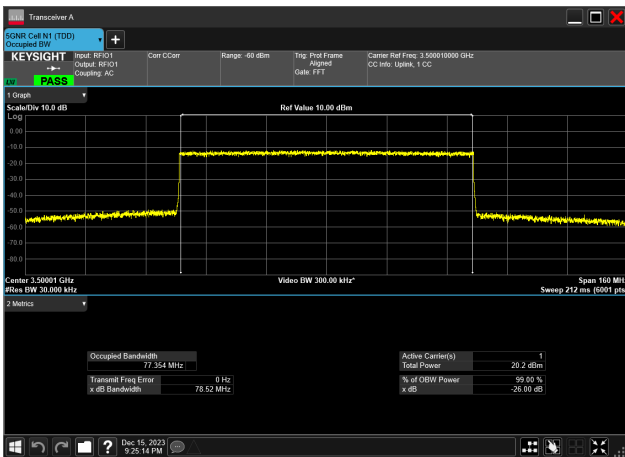 Transceiver A
5GNR Cell N1 (TDD)
Occupied BW
KEYSIGHT
PASS
Input: RFIO1
Output: RFIO1
Coupling: AC
Corr CCorr
Range: -60 dBm
Trig: Prot Frame
Aligned
Gate: FFT
Carrier Ref Freq: 3.500010000 GHz
CC Info: Uplink, 1 CC
1 Graph
Scale/Div 10.0 dB
Ref Value 10.00 dBm
Log
0.00
-10.0
-20.0
-30.0
-40.0
-50.0
-60.0
-70.0
-80.0
Center 3.50001 GHz
Video BW 300.00 kHz*
Span 160 MHz
#Res BW 30.000 kHz
Sweep 212 ms (6001 pts
2 Metrics
Occupied Bandwidth
77.354 MHz
Transmit Freq Error 0 Hz
x dB Bandwidth 78.52 MHz
Active Carrier(s) 1
Total Power 20.2 dBm
% of OBW Power 99.00 %
x dB -26.00 dB
?
Dec 15, 2023
9:25:14 PM